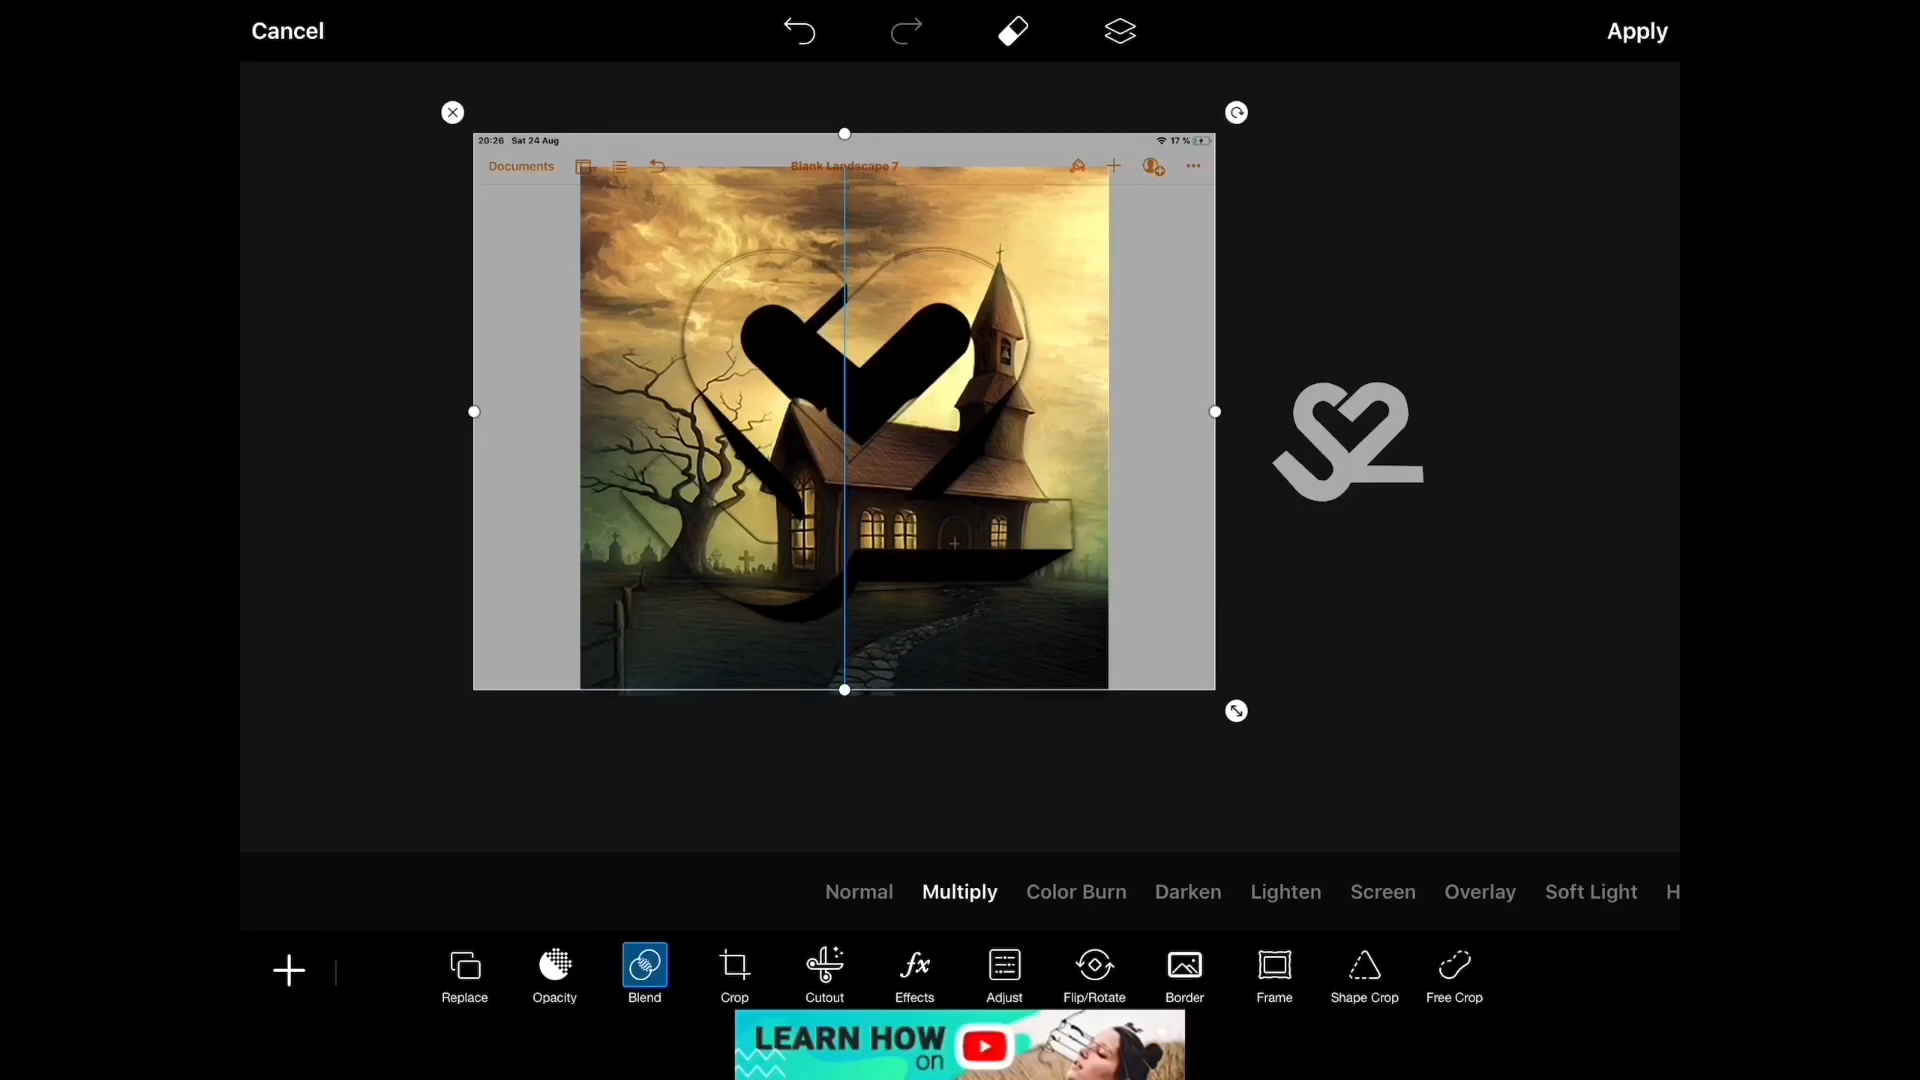 Cancel
Apply
20:26 Sat 24 Aug
17 %
Documents
Blank Landscape 7
Normal Multiply Color Burn Darken Lighten Screen Overlay Soft Light H
Replace Opacity Blend Crop Cutout Effects Adjust Flip/Rotate Border Frame Shape Crop Free Crop
LEARN HOW
on